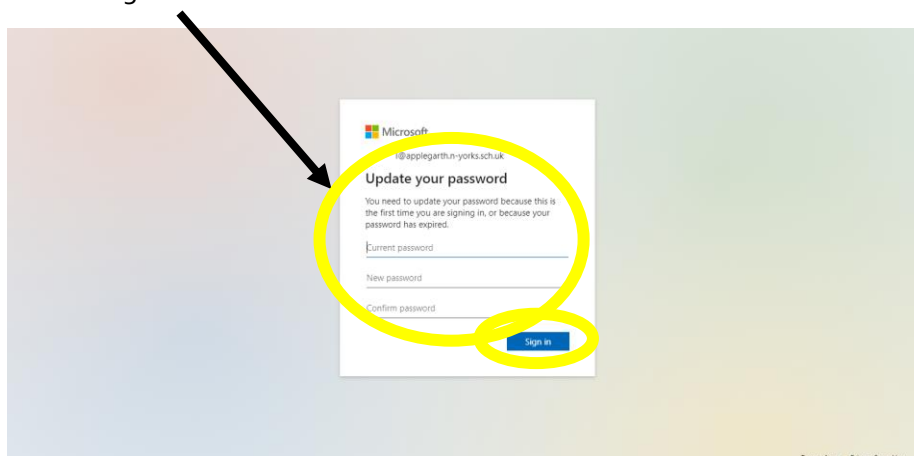 Microsoft
l@applegarth.n-yorks.sch.uk
Update your password
You need to update your password because this is
the first time you are signing in, or because your
password has expired.
Current password
New password
Confirm password
Sign in